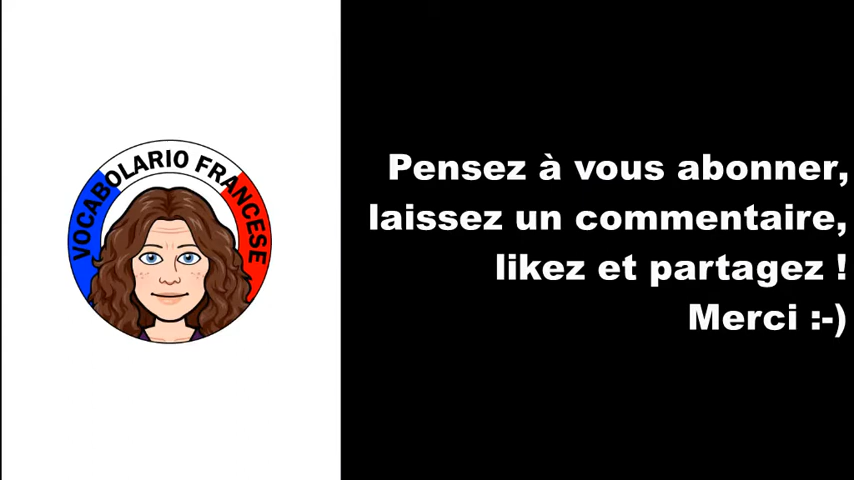 VOCABOLARIO FRANCESE
Pensez à vous abonner,
laissez un commentaire,
likez et partagez !
Merci :-)